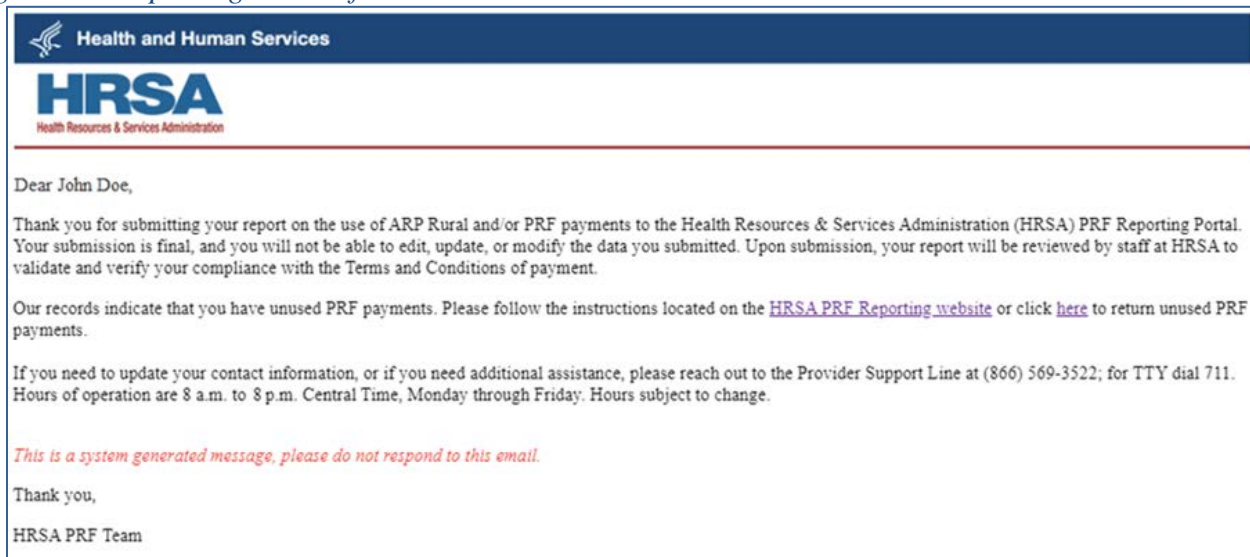 Health and Human Services
HRSA
Health Resources & Services Administration
Dear John Doe,
Thank you for submitting your report on the use of ARP Rural and/or PRF payments to the Health Resources & Services Administration (HRSA) PRF Reporting Portal.
Your submission is final, and you will not be able to edit, update, or modify the data you submitted. Upon submission, your report will be reviewed by staff at HRSA to
validate and verify your compliance with the Terms and Conditions of payment.
Our records indicate that you have unused PRF payments. Please follow the instructions located on the HRSA PRF Reporting website or click here to return unused PRF
payments.
If you need to update your contact information, or if you need additional assistance, please reach out to the Provider Support Line at (866) 569-3522; for TTY dial 711.
Hours of operation are 8 a.m. to 8 p.m. Central Time, Monday through Friday. Hours subject to change.
This is a system generated message, please do not respond to this email.
Thank you,
HRSA PRF Team